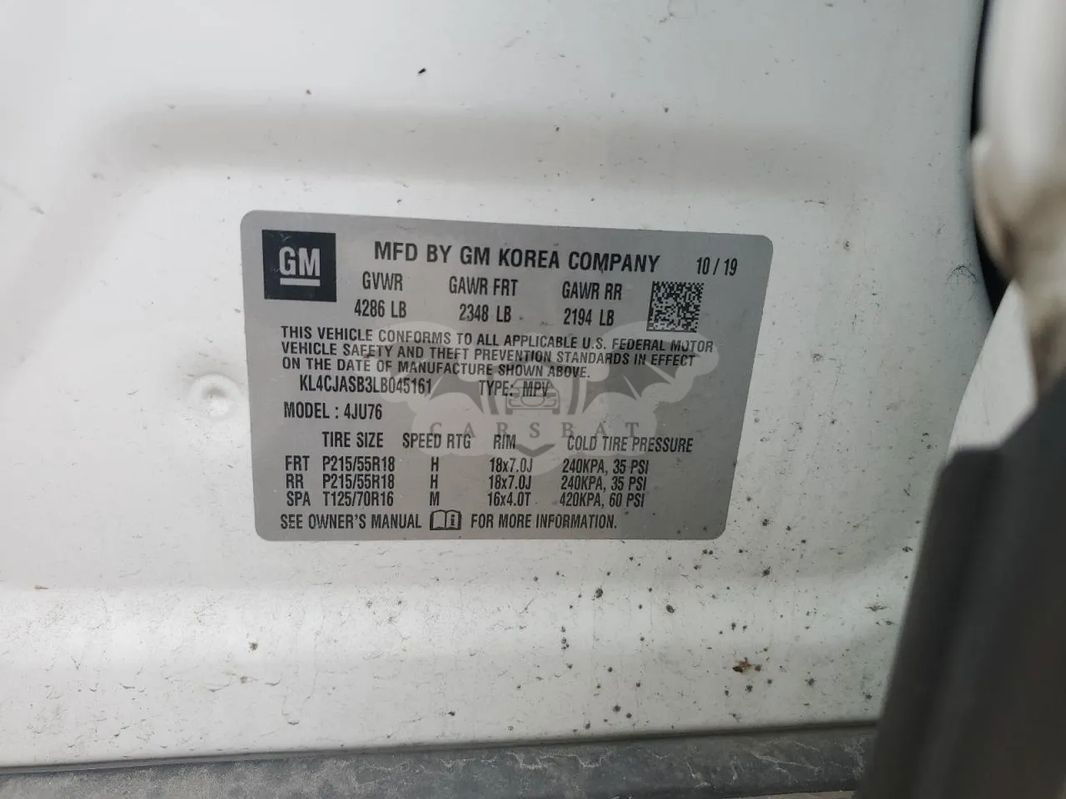 GM
MFD BY GM KOREA COMPANY 10 / 19
GVWR GAWR FRT GAWR RR
4286 LB 2348 LB 2194 LB
THIS VEHICLE CONFORMS TO ALL APPLICABLE U.S. FEDERAL MOTOR
VEHICLE SAFETY AND THEFT PREVENTION STANDARDS IN EFFECT
ON THE DATE OF MANUFACTURE SHOWN ABOVE.
KL4CJASB3LB045161 TYPE: MPV
MODEL : 4JU76
CARSBAT
TIRE SIZE SPEED RTG RIM COLD TIRE PRESSURE
FRT P215/55R18 H 18x7.0J 240KPA, 35 PSI
RR P215/55R18 H 18x7.0J 240KPA, 35 PSI
SPA T125/70R16 M 16x4.0T 420KPA, 60 PSI
SEE OWNER'S MANUAL FOR MORE INFORMATION.